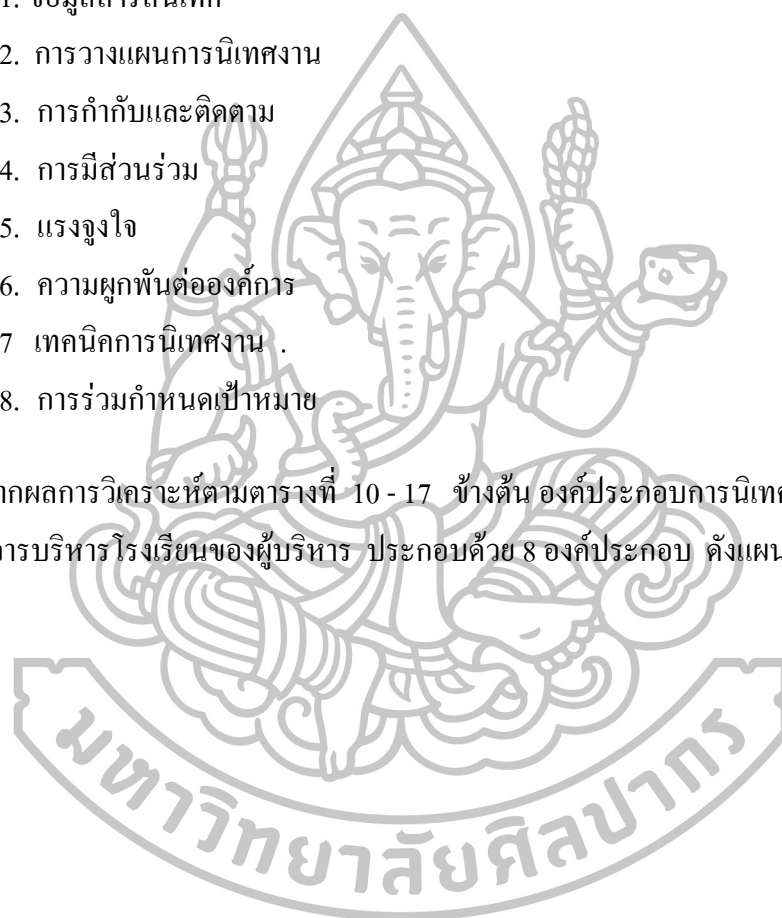 2. การวางแผนการนิเทศงาน
3. การกำกับและติดตาม
4. การมีส่วนร่วม
5. แรงจูงใจ
6. ความผูกพันต่อองค์การ
7 เทคนิคการนิเทศงาน .
8. การร่วมกำหนดเป้าหมาย
ากผลการวิเคราะห์ตามตารางที่ 10 - 17 ข้างต้น องค์ประกอบการนิเทศ
ารบริหารโรงเรียนของผู้บริหาร ประกอบด้วย 8 องค์ประกอบ ดังแผน
มหาวิทยาลัยศิลปากร